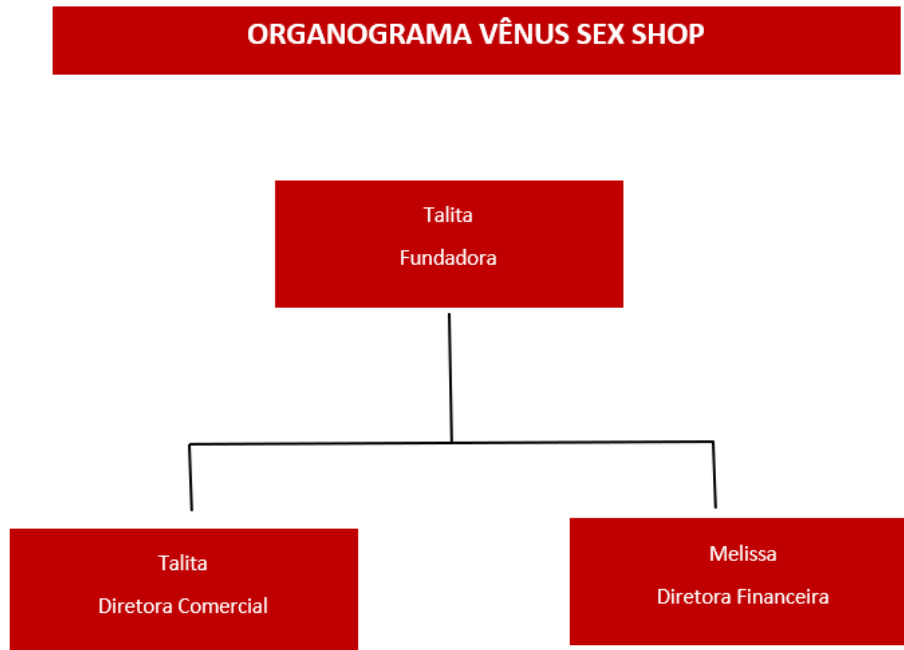 ORGANOGRAMA VÊNUS SEX SHOP
Talita
Fundadora
Talita
Diretora Comercial
Melissa
Diretora Financeira